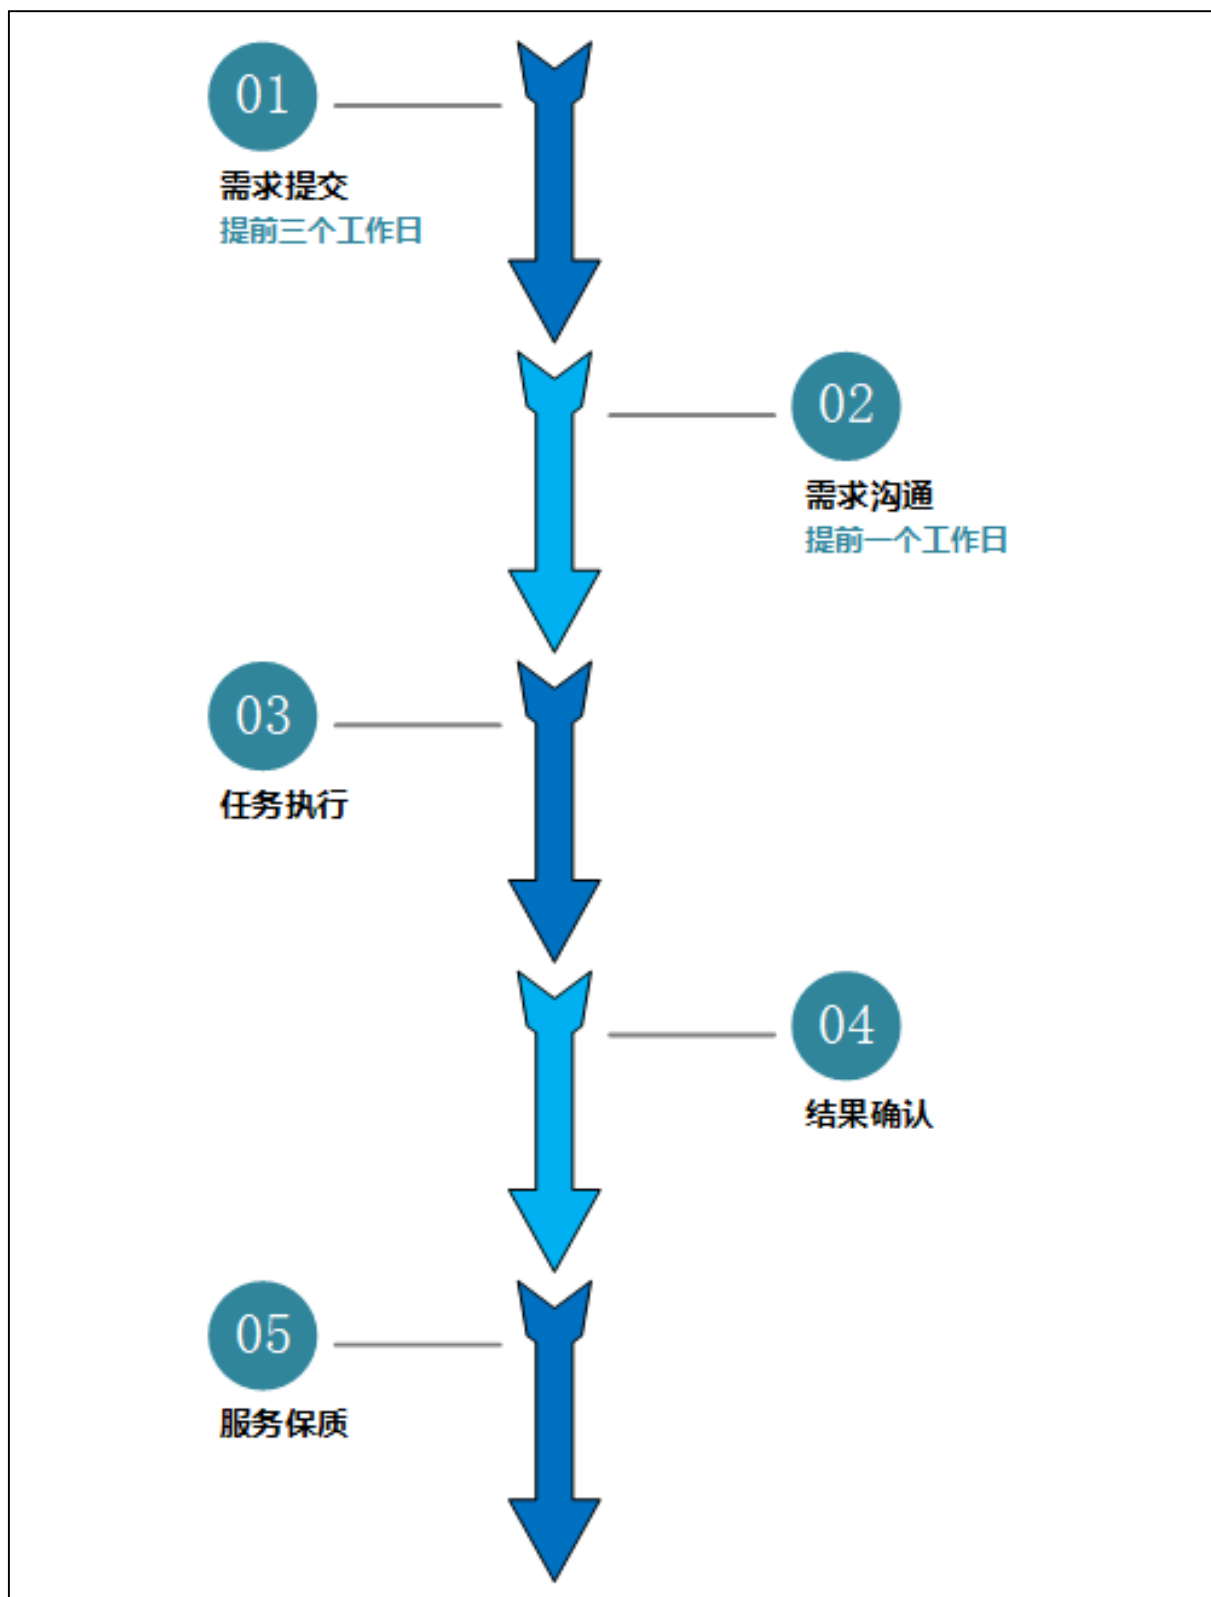 01
需求提交
提前三个工作日
02
需求沟通
提前一个工作日
03
任务执行
04
结果确认
05
服务保质